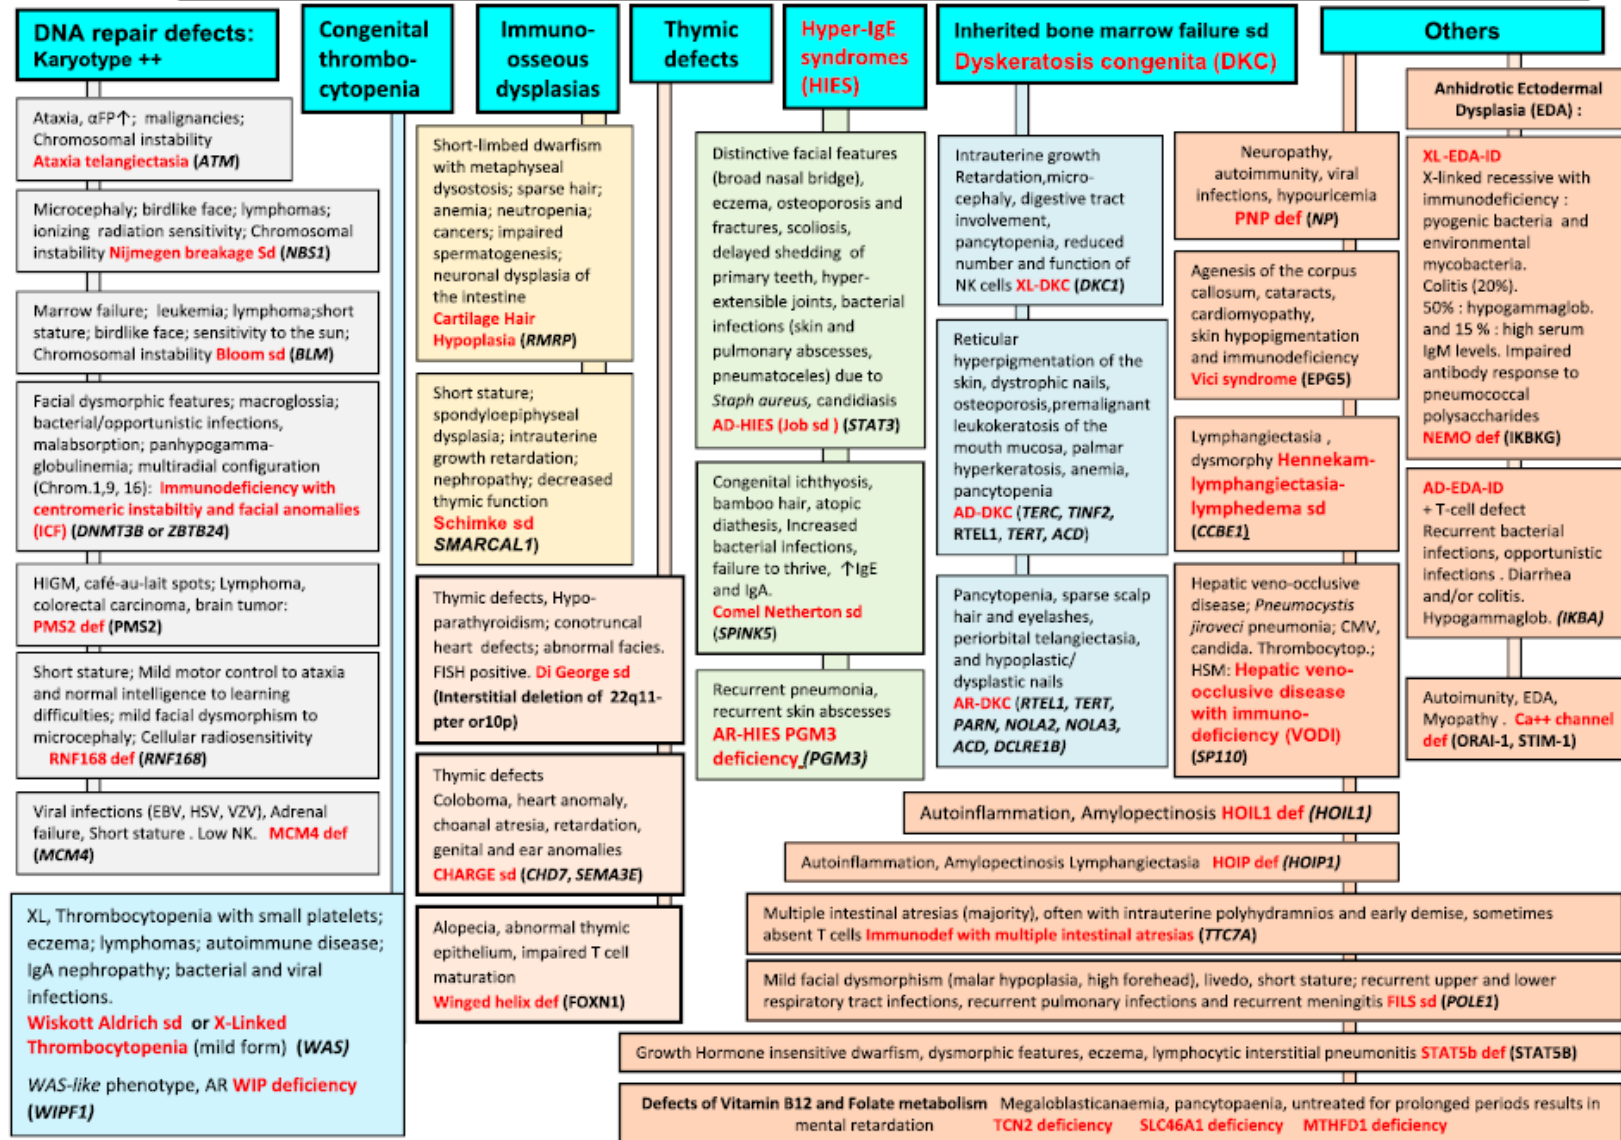 DNA repair defects:
Karyotype ++
Ataxia, αFP↑; malignancies;
Chromosomal instability
Ataxia telangiectasia (ATM)
Microcephaly; birdlike face; lymphomas;
ionizing radiation sensitivity; Chromosomal
instability Nijmegen breakage Sd (NBS1)
Marrow failure; leukemia; lymphoma;short
stature; birdlike face; sensitivity to the sun;
Chromosomal instability Bloom sd (BLM)
Facial dysmorphic features; macroglossia;
bacterial/opportunistic infections,
malabsorption; panhypogamma-
globulinemia; multiradial configuration
(Chrom.1,9, 16): Immunodeficiency with
centromeric instabiltiy and facial anomalies
(ICF) (DNMT3B or ZBTB24)
HIGM, café-au-lait spots; Lymphoma,
colorectal carcinoma, brain tumor:
PMS2 def (PMS2)
Short stature; Mild motor control to ataxia
and normal intelligence to learning
difficulties; mild facial dysmorphism to
microcephaly; Cellular radiosensitivity
RNF168 def (RNF168)
Viral infections (EBV, HSV, VZV), Adrenal
failure, Short stature . Low NK. MCM4 def
(MCM4)
Congenital
thrombo-
cytopenia
XL, Thrombocytopenia with small platelets;
eczema; lymphomas; autoimmune disease;
IgA nephropathy; bacterial and viral
infections.
Wiskott Aldrich sd or X-Linked
Thrombocytopenia (mild form) (WAS)
WAS-like phenotype, AR WIP deficiency
(WIPF1)
Immuno-
osseous
dysplasias
Short-limbed dwarfism
with metaphyseal
dysostosis; sparse hair;
anemia; neutropenia;
cancers; impaired
spermatogenesis;
neuronal dysplasia of
the intestine
Cartilage Hair
Hypoplasia (RMRP)
Short stature;
spondyloepiphyseal
dysplasia; intrauterine
growth retardation;
nephropathy; decreased
thymic function
Schimke sd
SMARCAL1)
Thymic
defects
Thymic defects, Hypo-
parathyroidism; conotruncal
heart defects; abnormal facies.
FISH positive. Di George sd
(Interstitial deletion of 22q11-
pter or10p)
Thymic defects
Coloboma, heart anomaly,
choanal atresia, retardation,
genital and ear anomalies
CHARGE sd (CHD7, SEMA3E)
Alopecia, abnormal thymic
epithelium, impaired T cell
maturation
Winged helix def (FOXN1)
Hyper-IgE
syndromes
(HIES)
Distinctive facial features
(broad nasal bridge),
eczema, osteoporosis and
fractures, scoliosis,
delayed shedding of
primary teeth, hyper-
extensible joints, bacterial
infections (skin and
pulmonary abscesses,
pneumatoceles) due to
Staph aureus, candidiasis
AD-HIES (Job sd ) (STAT3)
Congenital ichthyosis,
bamboo hair, atopic
diathesis, Increased
bacterial infections,
failure to thrive, ↑IgE
and IgA.
Comel Netherton sd
(SPINK5)
Recurrent pneumonia,
recurrent skin abscesses
AR-HIES PGM3
deficiency (PGM3)
Inherited bone marrow failure sd
Dyskeratosis congenita (DKC)
Intrauterine growth
Retardation,micro-
cephaly, digestive tract
involvement,
pancytopenia, reduced
number and function of
NK cells XL-DKC (DKC1)
Reticular
hyperpigmentation of the
skin, dystrophic nails,
osteoporosis,premalignant
leukokeratosis of the
mouth mucosa, palmar
hyperkeratosis, anemia,
pancytopenia
AD-DKC (TERC, TINF2,
RTEL1, TERT, ACD)
Pancytopenia, sparse scalp
hair and eyelashes,
periorbital telangiectasia,
and hypoplastic/
dysplastic nails
AR-DKC (RTEL1, TERT,
PARN, NOLA2, NOLA3,
ACD, DCLRE1B)
Others
Neuropathy,
autoimmunity, viral
infections, hypouricemia
PNP def (NP)
Agenesis of the corpus
callosum, cataracts,
cardiomyopathy,
skin hypopigmentation
and immunodeficiency
Vici syndrome (EPG5)
Lymphangiectasia ,
dysmorphy Hennekam-
lymphangiectasia-
lymphedema sd
(CCBE1)
Hepatic veno-occlusive
disease; Pneumocystis
jiroveci pneumonia; CMV,
candida. Thrombocytop.;
HSM: Hepatic veno-
occlusive disease
with immuno-
deficiency (VODI)
(SP110)
Anhidrotic Ectodermal
Dysplasia (EDA) :
XL-EDA-ID
X-linked recessive with
immunodeficiency :
pyogenic bacteria and
environmental
mycobacteria.
Colitis (20%).
50% : hypogammaglob.
and 15 % : high serum
IgM levels. Impaired
antibody response to
pneumococcal
polysaccharides
NEMO def (IKBKG)
AD-EDA-ID
+ T-cell defect
Recurrent bacterial
infections, opportunistic
infections . Diarrhea
and/or colitis.
Hypogammaglob. (IKBA)
Autoimunity, EDA,
Myopathy . Ca++ channel
def (ORAI-1, STIM-1)
Autoinflammation, Amylopectinosis HOIL1 def (HOIL1)
Autoinflammation, Amylopectinosis Lymphangiectasia HOIP def (HOIP1)
Multiple intestinal atresias (majority), often with intrauterine polyhydramnios and early demise, sometimes
absent T cells Immunodef with multiple intestinal atresias (TTC7A)
Mild facial dysmorphism (malar hypoplasia, high forehead), livedo, short stature; recurrent upper and lower
respiratory tract infections, recurrent pulmonary infections and recurrent meningitis FILS sd (POLE1)
Growth Hormone insensitive dwarfism, dysmorphic features, eczema, lymphocytic interstitial pneumonitis STAT5b def (STAT5B)
Defects of Vitamin B12 and Folate metabolism Megaloblasticanaemia, pancytopaenia, untreated for prolonged periods results in
mental retardation TCN2 deficiency SLC46A1 deficiency MTHFD1 deficiency